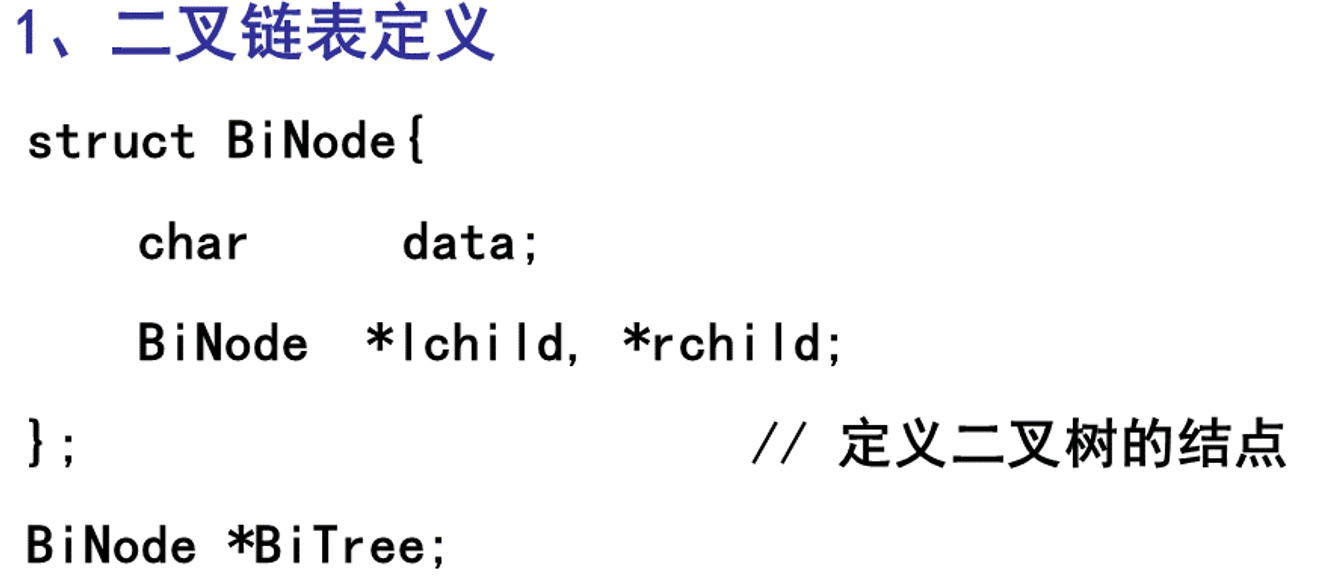 1、二叉链表定义
struct BiNode{
char data;
BiNode *lchild, *rchild;
}; // 定义二叉树的结点
BiNode *BiTree;